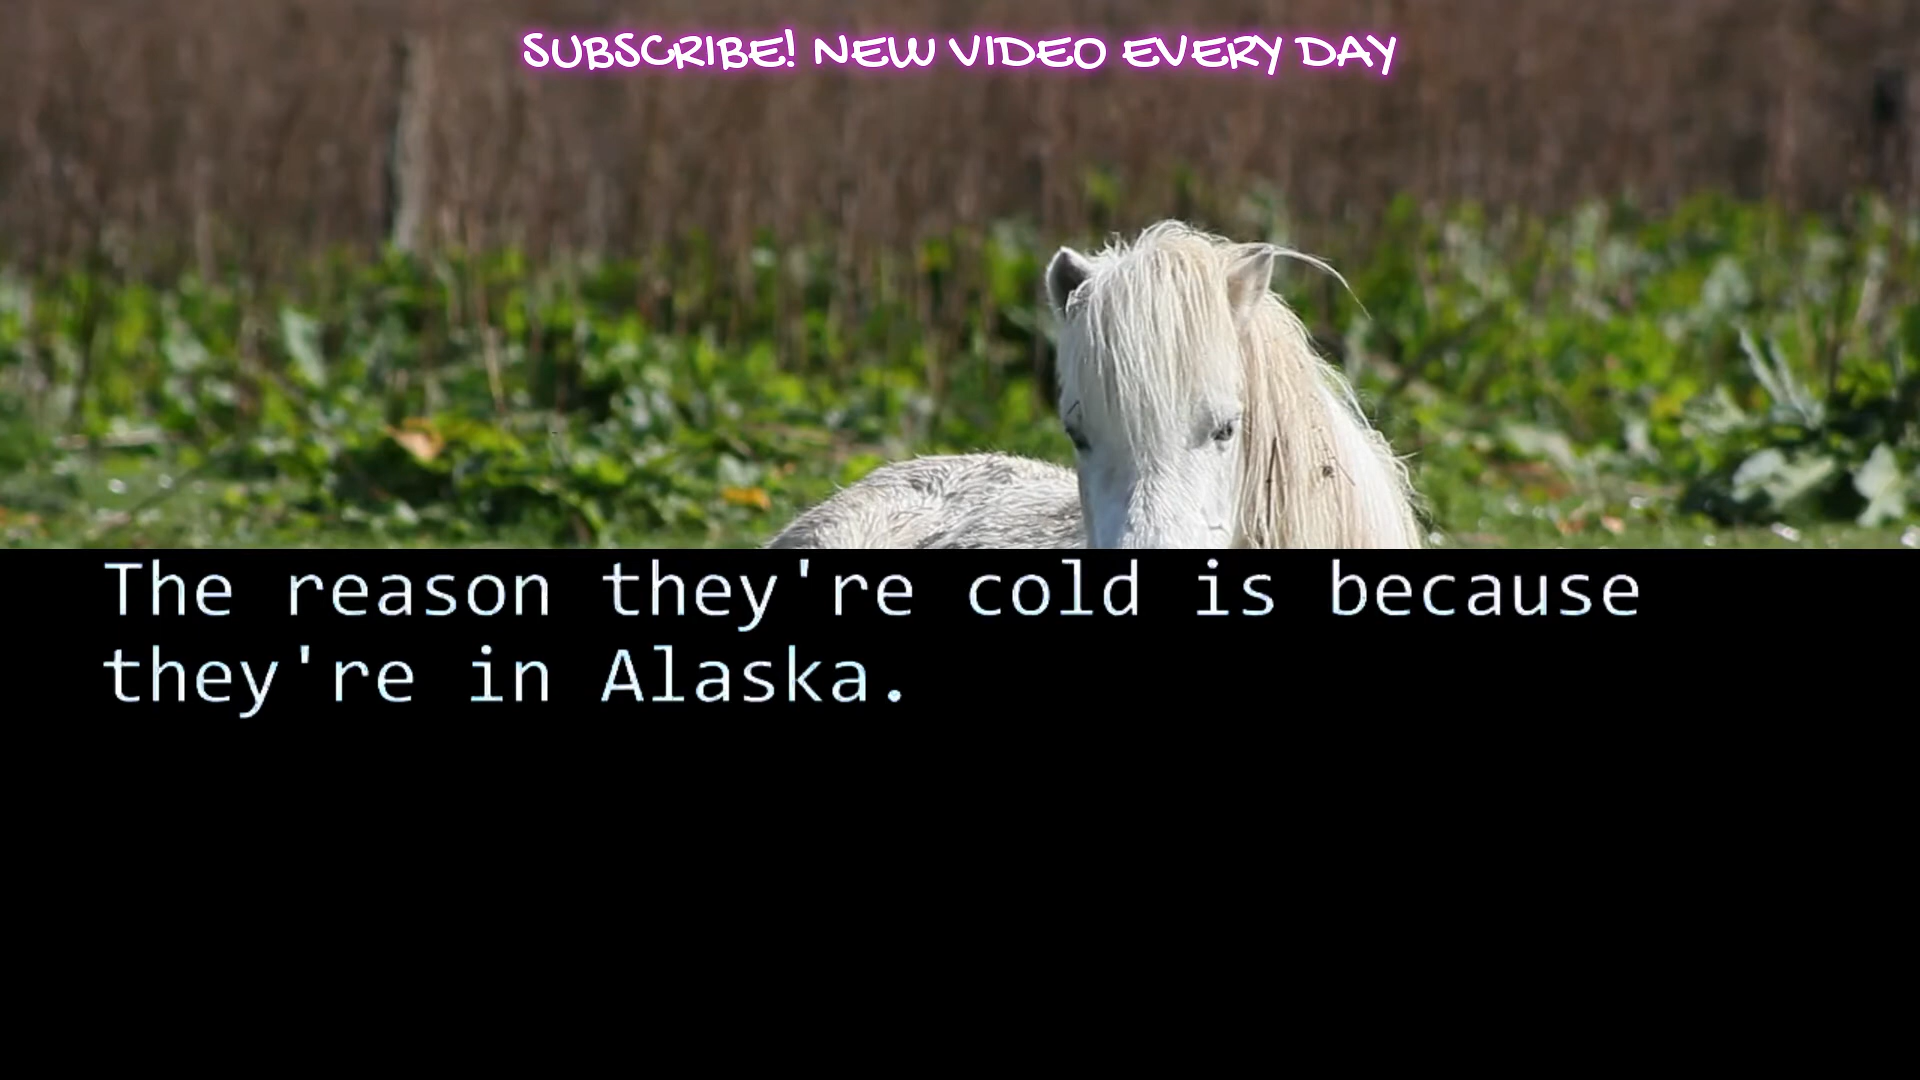 SUBSCRIBE! NEW VIDEO EVERY DAY
The reason they're cold is because
they're in Alaska.